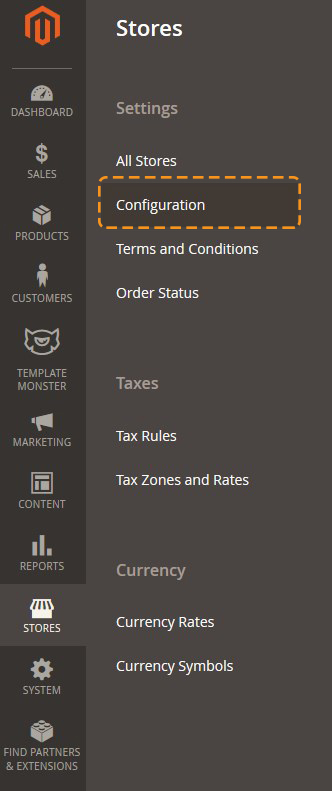 DASHBOARD
SALES
PRODUCTS
CUSTOMERS
TEMPLATE
MONSTER
MARKETING
CONTENT
REPORTS
STORES
SYSTEM
FIND PARTNERS
& EXTENSIONS
Stores
Settings
All Stores
Configuration
Terms and Conditions
Order Status
Taxes
Tax Rules
Tax Zones and Rates
Currency
Currency Rates
Currency Symbols